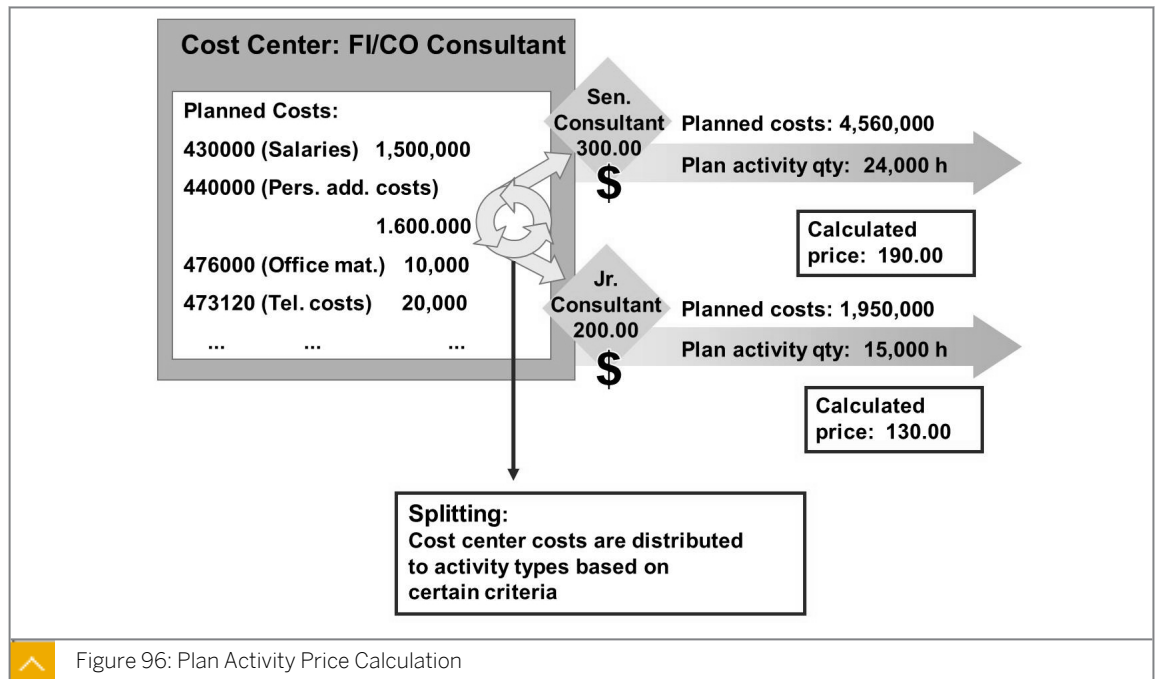 Cost Center: FI/CO Consultant
Planned Costs:
430000 (Salaries) 1,500,000
440000 (Pers. add. costs)
1.600.000
476000 (Office mat.) 10,000
473120 (Tel. costs) 20,000
... ... ...
Sen.
Consultant
300.00
$
Planned costs: 4,560,000
Plan activity qty: 24,000 h
Calculated
price: 190.00
Jr.
Consultant
200.00
$
Planned costs: 1,950,000
Plan activity qty: 15,000 h
Calculated
price: 130.00
Splitting:
Cost center costs are distributed
to activity types based on
certain criteria
Figure 96: Plan Activity Price Calculation